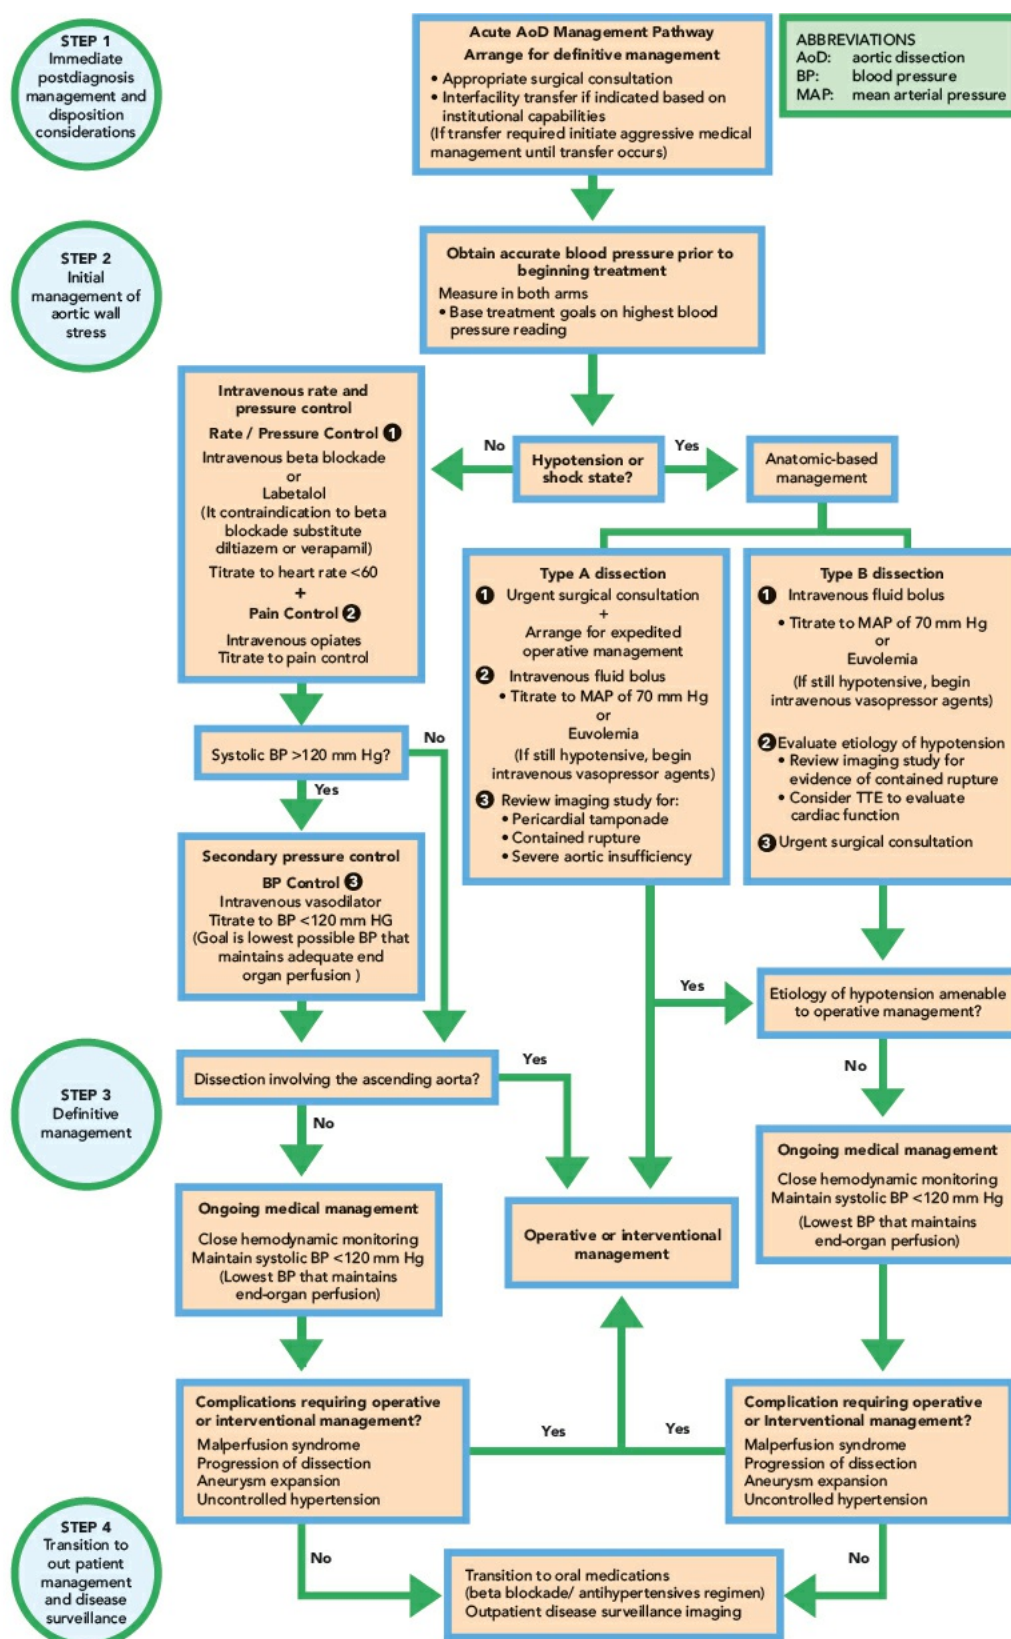 STEP 1
Immediate
postdiagnosis
management and
disposition
considerations
Acute AoD Management Pathway
Arrange for definitive management
• Appropriate surgical consultation
• Interfacility transfer if indicated based on
institutional capabilities
(If transfer required initiate aggressive medical
management until transfer occurs)
ABBREVIATIONS
AoD: aortic dissection
BP: blood pressure
MAP: mean arterial pressure
STEP 2
Initial
management of
aortic wall
stress
Obtain accurate blood pressure prior to
beginning treatment
Measure in both arms
• Base treatment goals on highest blood
pressure reading
Intravenous rate and
pressure control
Rate / Pressure Control 1
Intravenous beta blockade
or
Labetalol
(It contraindication to beta
blockade substitute
diltiazem or verapamil)
Titrate to heart rate <60
+
Pain Control 2
Intravenous opiates
Titrate to pain control
No
Hypotension or
shock state?
Yes
Anatomic-based
management
Type A dissection
1 Urgent surgical consultation
+
Arrange for expedited
operative management
2 Intravenous fluid bolus
• Titrate to MAP of 70 mm Hg
or
Euvolemia
(If still hypotensive, begin
intravenous vasopressor agents)
3 Review imaging study for:
• Pericardial tamponade
• Contained rupture
• Severe aortic insufficiency
Type B dissection
1 Intravenous fluid bolus
• Titrate to MAP of 70 mm Hg
or
Euvolemia
(If still hypotensive, begin
intravenous vasopressor agents)
2 Evaluate etiology of hypotension
• Review imaging study for
evidence of contained rupture
• Consider TTE to evaluate
cardiac function
3 Urgent surgical consultation
Systolic BP >120 mm Hg?
No
Yes
Secondary pressure control
BP Control 3
Intravenous vasodilator
Titrate to BP <120 mm HG
(Goal is lowest possible BP that
maintains adequate end
organ perfusion )
Yes
Etiology of hypotension amenable
to operative management?
No
STEP 3
Definitive
management
Dissection involving the ascending aorta?
Yes
No
Ongoing medical management
Close hemodynamic monitoring
Maintain systolic BP <120 mm Hg
(Lowest BP that maintains
end-organ perfusion)
Operative or interventional
management
Ongoing medical management
Close hemodynamic monitoring
Maintain systolic BP <120 mm Hg
(Lowest BP that maintains
end-organ perfusion)
Complications requiring operative
or interventional management?
Malperfusion syndrome
Progression of dissection
Aneurysm expansion
Uncontrolled hypertension
Yes
Yes
Complication requiring operative
or Interventional management?
Malperfusion syndrome
Progression of dissection
Aneurysm expansion
Uncontrolled hypertension
STEP 4
Transition to
out patient
management
and disease
surveillance
No
Transition to oral medications
(beta blockade/ antihypertensives regimen)
Outpatient disease surveillance imaging
No